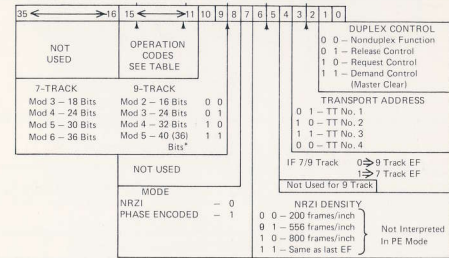 35 16 15 11 10 9 8 7 6 5 4 3 2 1 0
NOT
USED
OPERATION
CODES
SEE TABLE
7-TRACK 9-TRACK
Mod 3 – 18 Bits Mod 2 – 16 Bits 0 0
Mod 4 – 24 Bits Mod 3 – 24 Bits 0 1
Mod 5 – 30 Bits Mod 4 – 32 Bits 1 0
Mod 6 – 36 Bits Mod 5 – 40 (36) 1 1
Bits*
NOT USED
MODE
NRZI – 0
PHASE ENCODED – 1
DUPLEX CONTROL
0 0 – Nonduplex Function
0 1 – Release Control
1 0 – Request Control
1 1 – Demand Control
(Master Clear)
TRANSPORT ADDRESS
0 1 – TT No. 1
1 0 – TT No. 2
1 1 – TT No. 3
0 0 – TT No. 4
IF 7/9 Track 0⇒9 Track EF
1⇒7 Track EF
Not Used for 9 Track
NRZI DENSITY
0 0 – 200 frames/inch
0 1 – 556 frames/inch
1 0 – 800 frames/inch
1 1 – Same as last EF
Not Interpreted
In PE Mode